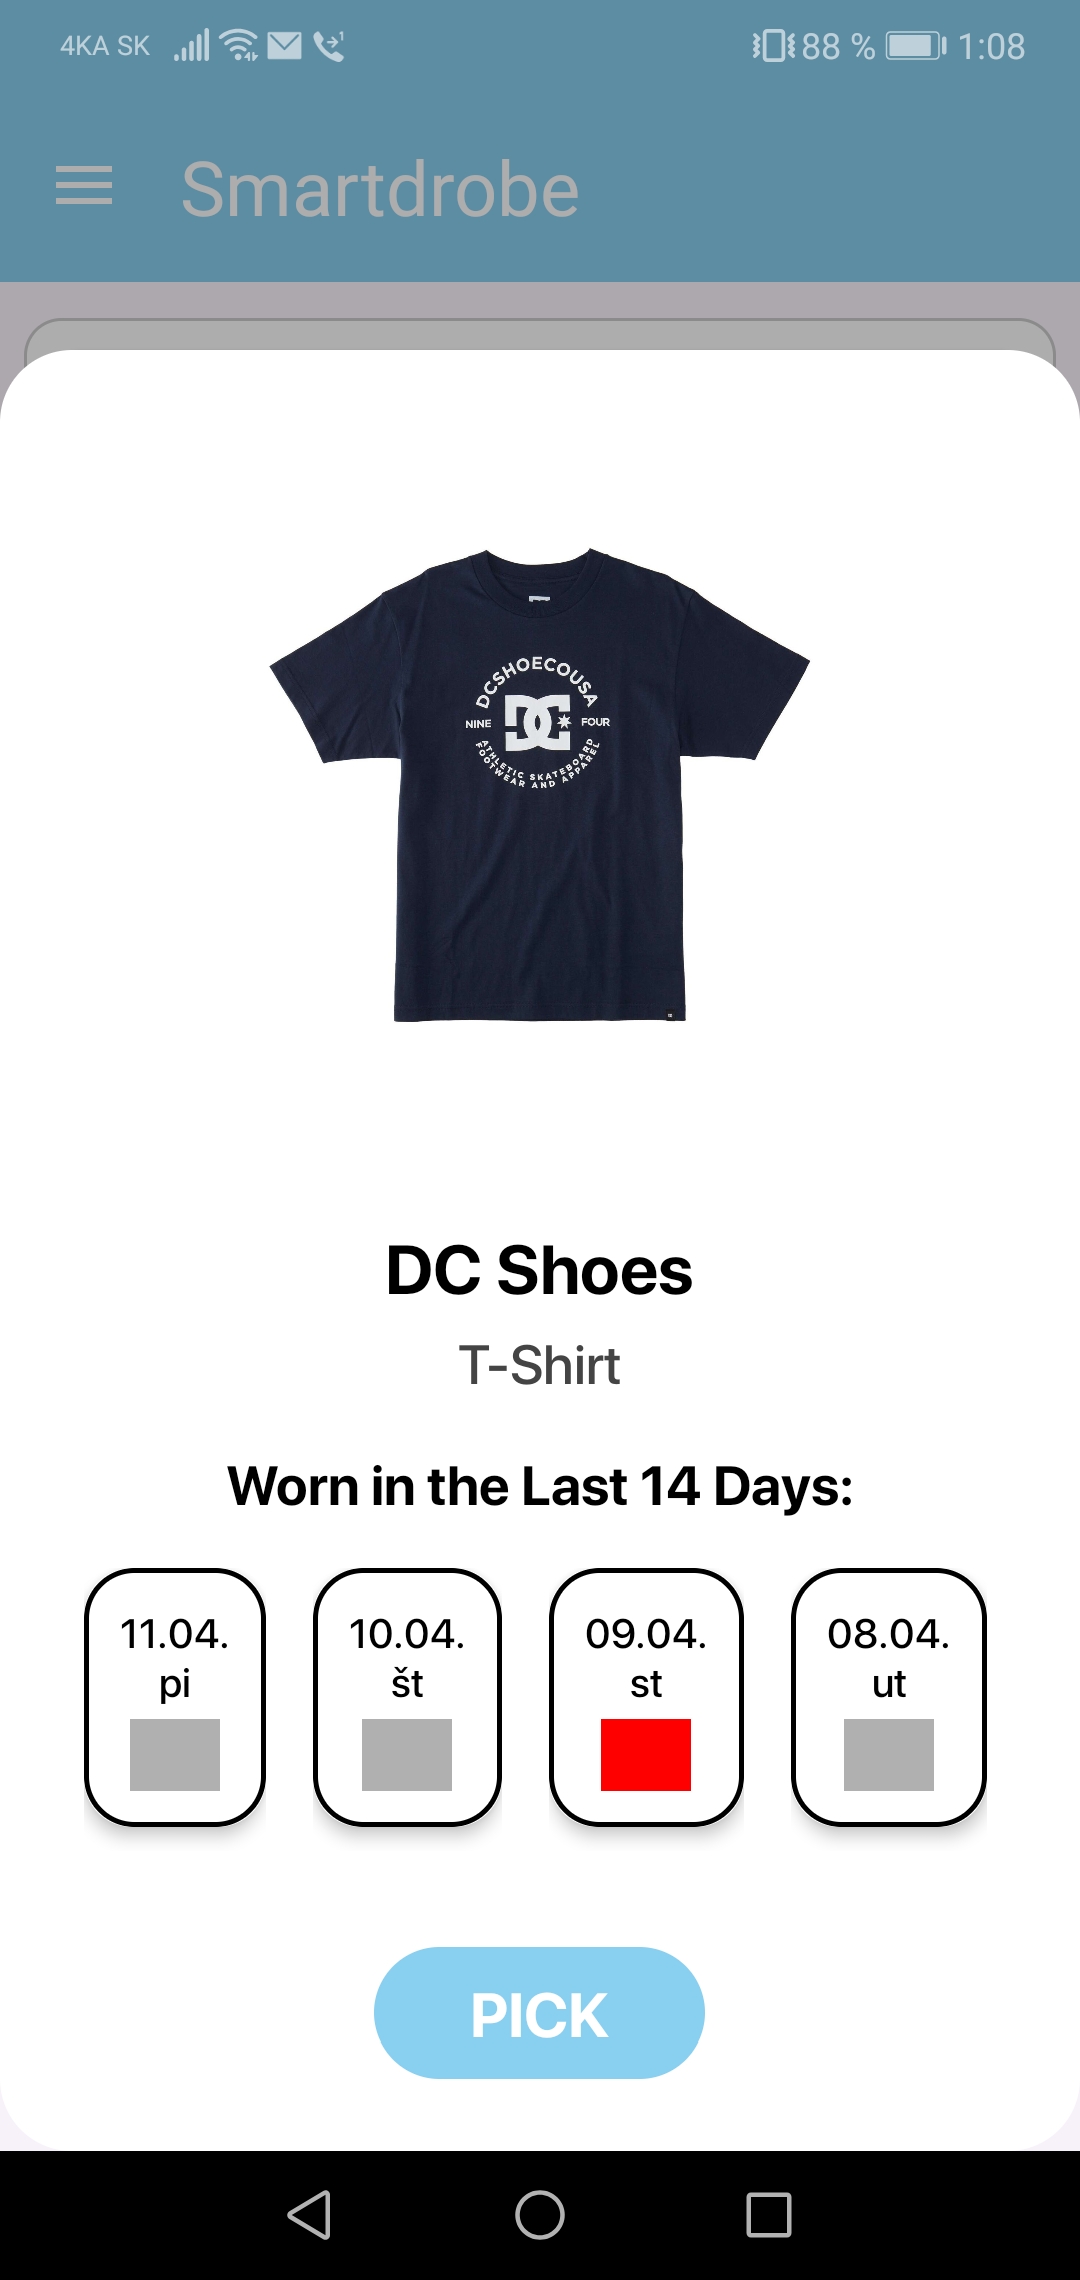 4KA SK 88 % 1:08
Smartdrobe
DCSHOECOUSA
NINE FOUR
ATHLETIC SKATEBOARD
FOOTWEAR AND APPAREL
DC Shoes
T-Shirt
Worn in the Last 14 Days:
11.04. 10.04. 09.04. 08.04.
pi št st ut
PICK